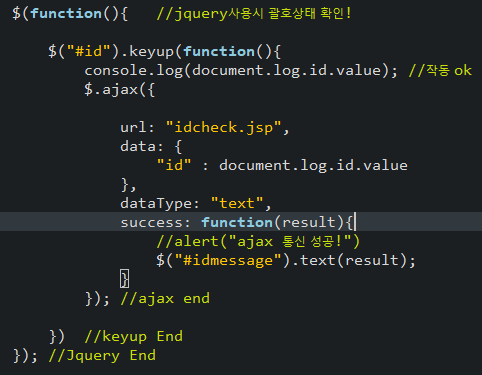 $(function(){   //jquery사용시 괄호상태 확인!
    $("#id").keyup(function(){
        console.log(document.log.id.value); //작동 ok
        $.ajax({
            url: "idcheck.jsp",
            data: {
                "id" : document.log.id.value
            },
            dataType: "text",
            success: function(result){
                //alert("ajax 통신 성공!")
                $("#idmessage").text(result);
            }
        }); //ajax end
    })  //keyup End
}); //Jquery End